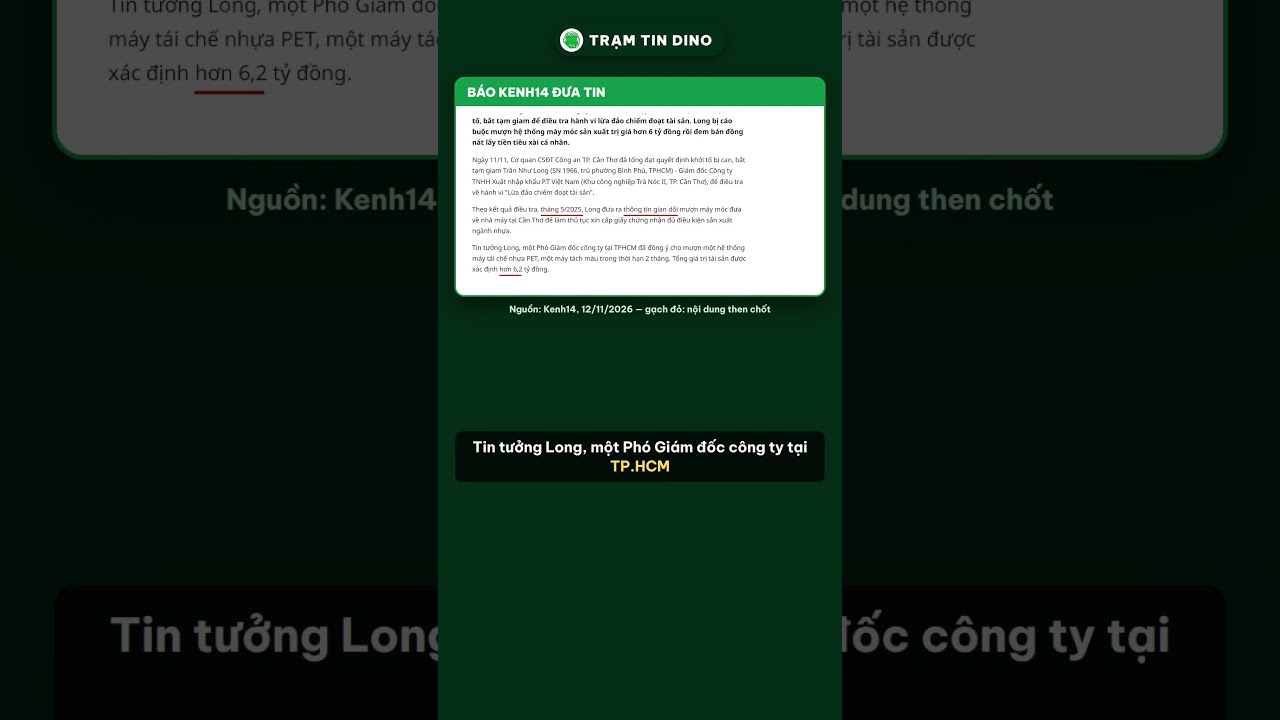 TRẠM TIN DINO
BÁO KENH14 ĐƯA TIN
tố, bắt tạm giam để điều tra hành vi lừa đảo chiếm đoạt tài sản. Long bị cáo
buộc mượn hệ thống máy móc sản xuất trị giá hơn 6 tỷ đồng rồi đem bán đồng
nát lấy tiền tiêu xài cá nhân.
Ngày 11/11, Cơ quan CSĐT Công an TP. Cần Thơ đã tống đạt quyết định khởi tố bị can, bắt
tạm giam Trần Như Long (SN 1966, trú phường Bình Phú, TPHCM) - Giám đốc Công ty
TNHH Xuất nhập khẩu P.T Việt Nam (Khu công nghiệp Trà Nóc II, TP. Cần Thơ), để điều tra
về hành vi "Lừa đảo chiếm đoạt tài sản".
Theo kết quả điều tra, tháng 5/2025, Long đưa ra thông tin gian dối mượn máy móc đưa
về nhà máy tại Cần Thơ để làm thủ tục xin cấp giấy chứng nhận đủ điều kiện sản xuất
ngành nhựa.
Tin tưởng Long, một Phó Giám đốc công ty tại TPHCM đã đồng ý cho mượn một hệ thống
máy tái chế nhựa PET, một máy tách màu trong thời hạn 2 tháng. Tổng giá trị tài sản được
xác định hơn 6,2 tỷ đồng.
Nguồn: Kenh14, 12/11/2026 — gạch đỏ: nội dung then chốt
Tin tưởng Long, một Phó Giám đốc công ty tại
TP.HCM
Tin tưởng Long, một Phó Giám đố
một hệ thống
máy tái chế nhựa PET, một máy tác
rị tài sản được
xác định hơn 6,2 tỷ đồng.
Nguồn: Kenh14
dung then chốt
Tin tưởng Long
đốc công ty tại